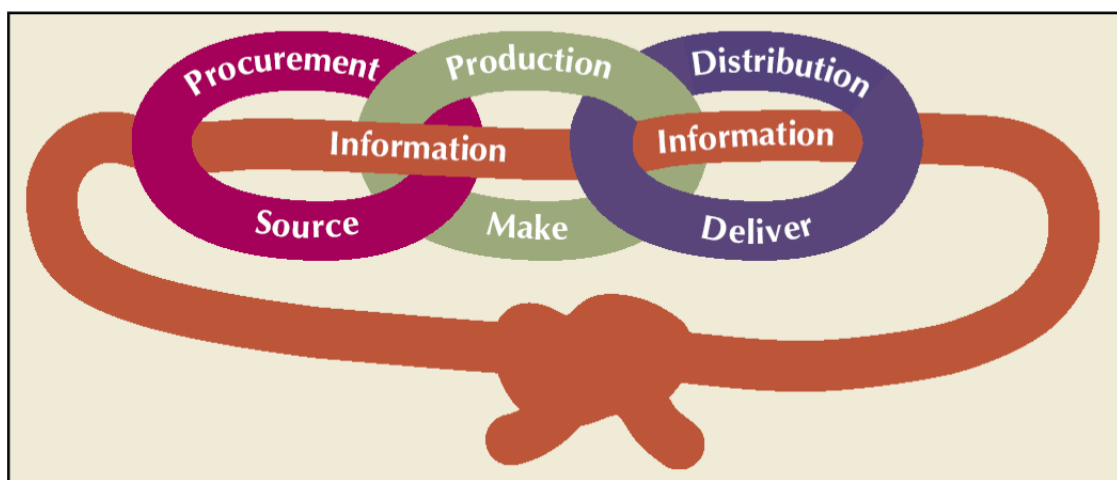 Procurement
Production
Distribution
Information
Information
Source
Make
Deliver